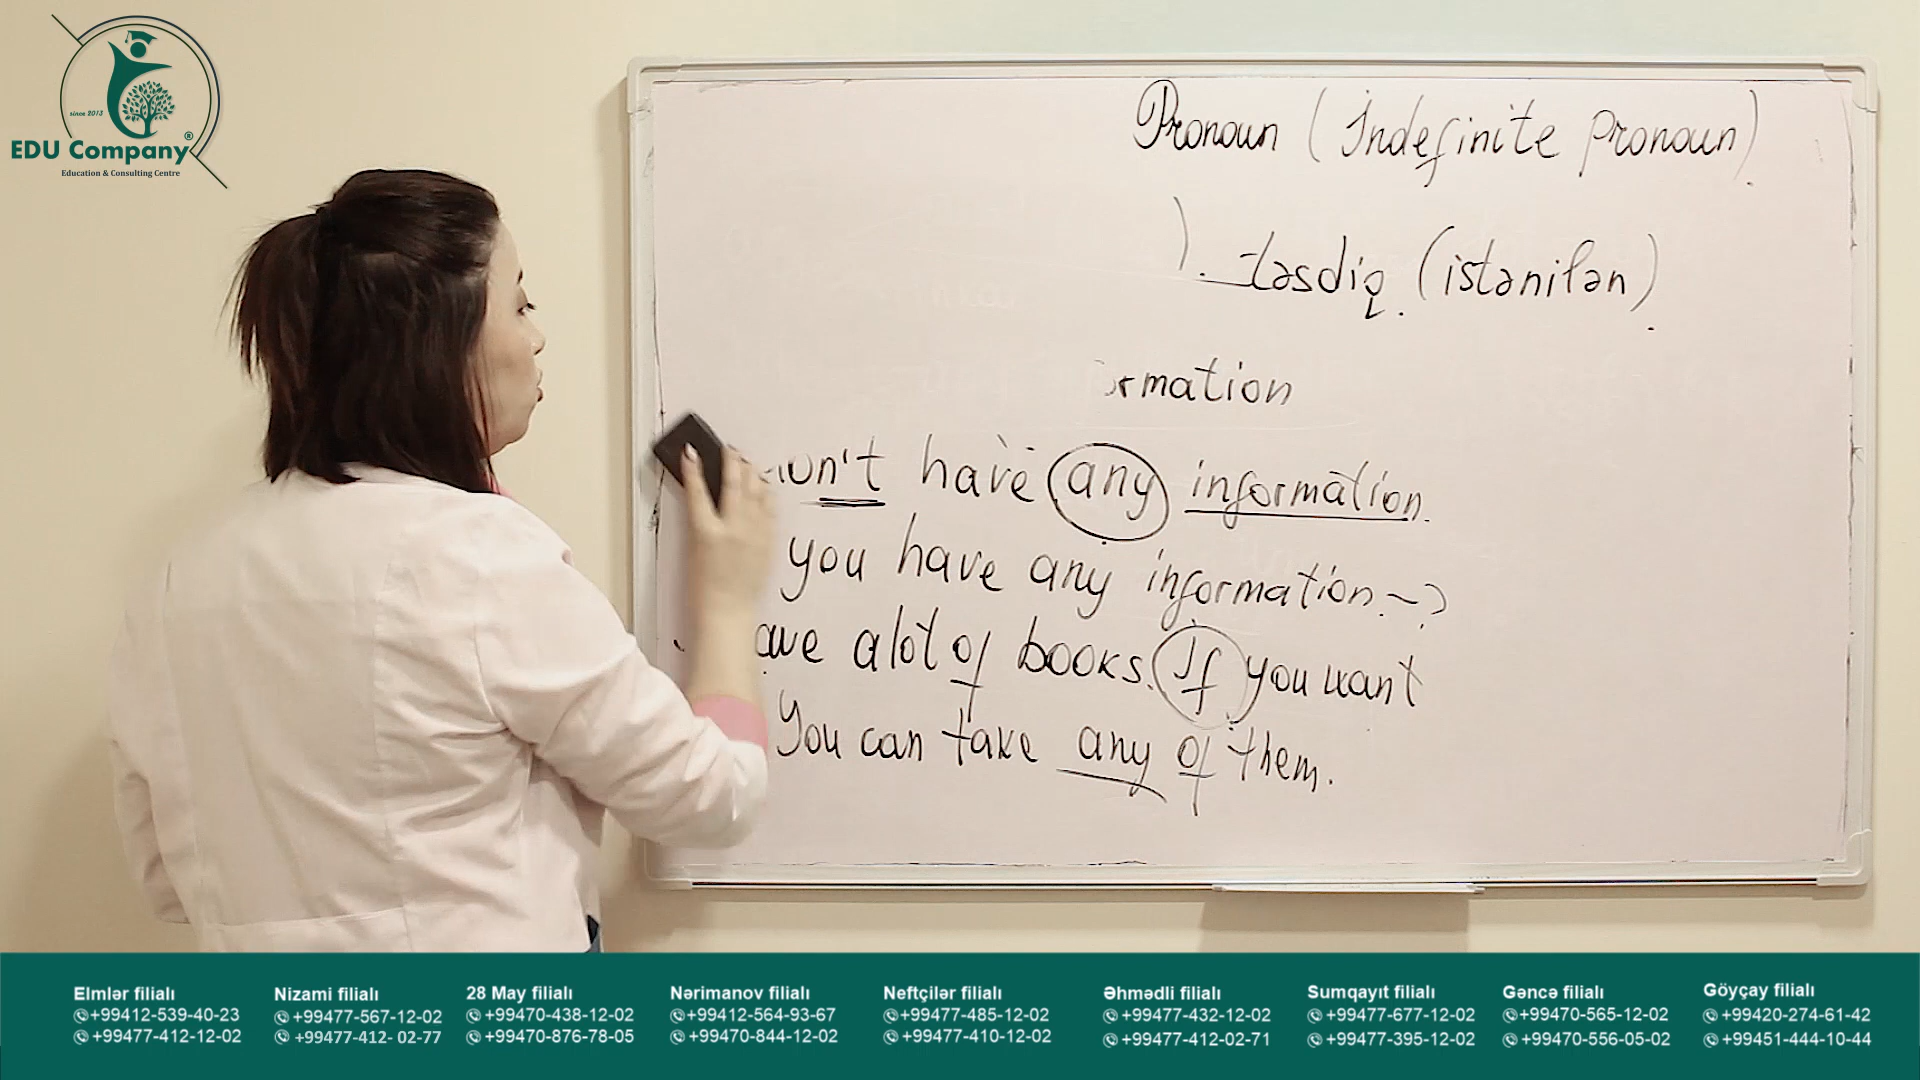 since 2013
EDU Company®
Education & Consulting Centre
Pronoun (Indefinite pronoun).
). təsdiq. (istənilən).
ormation
don't have any information.
you have any information ~?
ave a lot of books. If you want
You can take any of them.
Elmlər filialı
+99412-539-40-23
+99477-412-12-02
Nizami filialı
+99477-567-12-02
+99477-412- 02-77
28 May filialı
+99470-438-12-02
+99470-876-78-05
Nərimanov filialı
+99412-564-93-67
+99470-844-12-02
Neftçilər filialı
+99477-485-12-02
+99477-410-12-02
Əhmədli filialı
+99477-432-12-02
+99477-412-02-71
Sumqayıt filialı
+99477-677-12-02
+99477-395-12-02
Gəncə filialı
+99470-565-12-02
+99470-556-05-02
Göyçay filialı
+99420-274-61-42
+99451-444-10-44